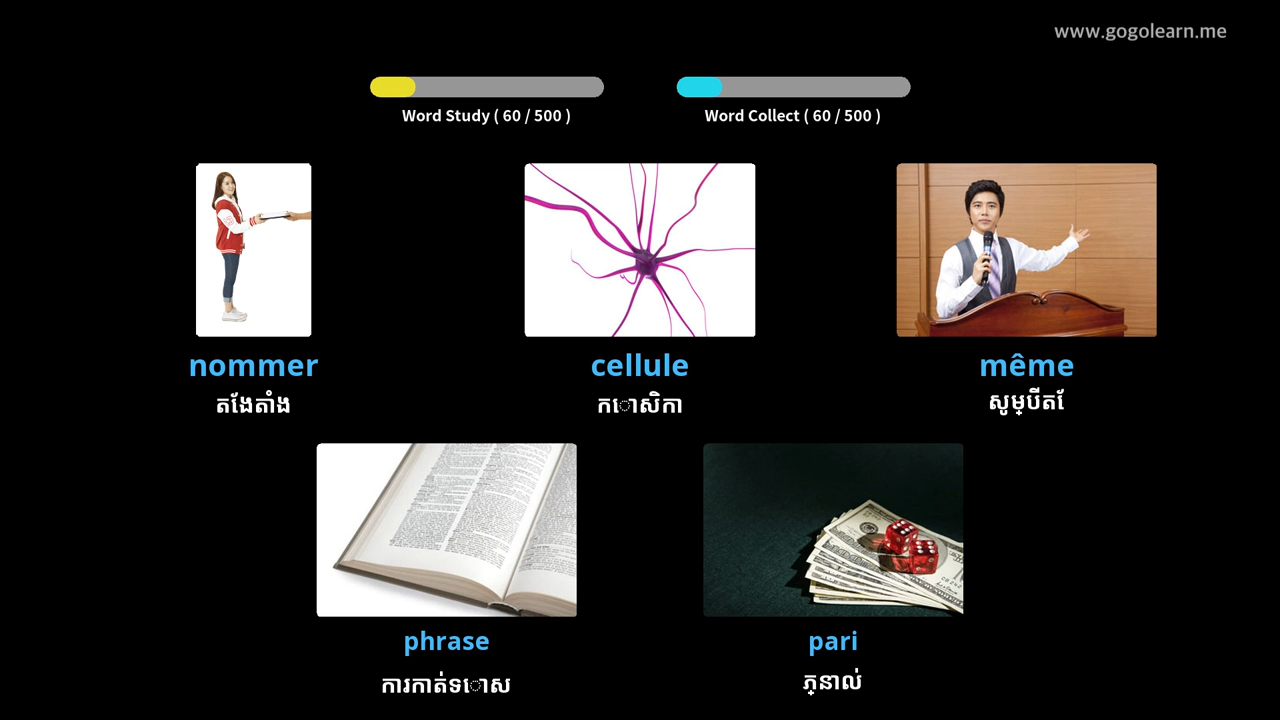 www.gogolearn.me
Word Study ( 60 / 500 )
Word Collect ( 60 / 500 )
nommer
cellule
même
តែងតាំង
កោសិកា
សូម្បីតែ
phrase
pari
ការកាត់ទោស
ភ្នាល់